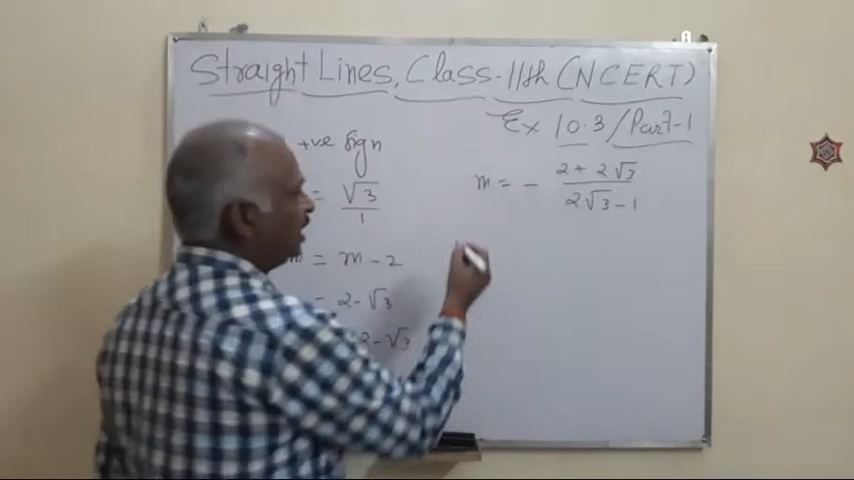 Straight Lines, Class-11th (NCERT)
Ex 10.3/Part-1
+ve Sign
= √3/1
m = m - 2
= 2-√3
2-√3
m = - (2+2√3)/(2√3-1)